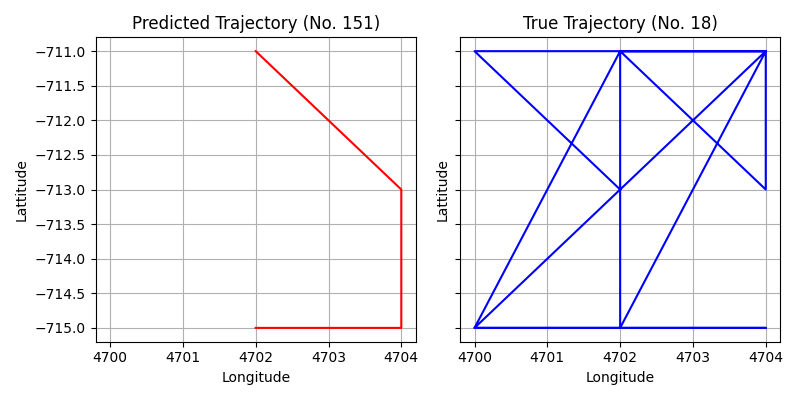 Predicted Trajectory (No. 151)
Lattitude
−711.0
−711.5
−712.0
−712.5
−713.0
−713.5
−714.0
−714.5
−715.0
4700 4701 4702 4703 4704
Longitude
True Trajectory (No. 18)
Lattitude
4700 4701 4702 4703 4704
Longitude